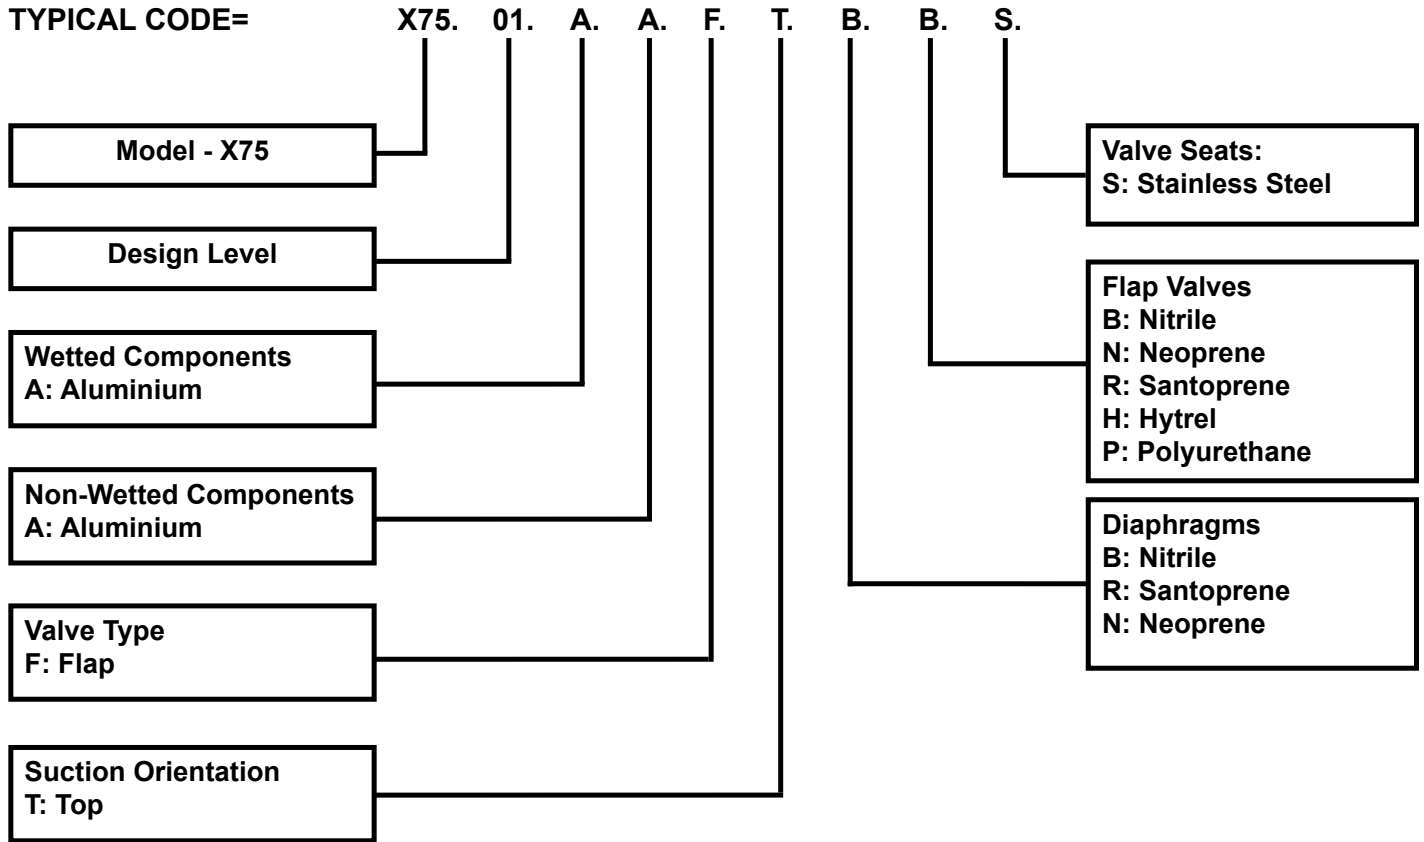 TYPICAL CODE= X75. 01. A. A. F. T. B. B. S.
Model - X75
Design Level
Wetted Components
A: Aluminium
Non-Wetted Components
A: Aluminium
Valve Type
F: Flap
Suction Orientation
T: Top
Valve Seats:
S: Stainless Steel
Flap Valves
B: Nitrile
N: Neoprene
R: Santoprene
H: Hytrel
P: Polyurethane
Diaphragms
B: Nitrile
R: Santoprene
N: Neoprene